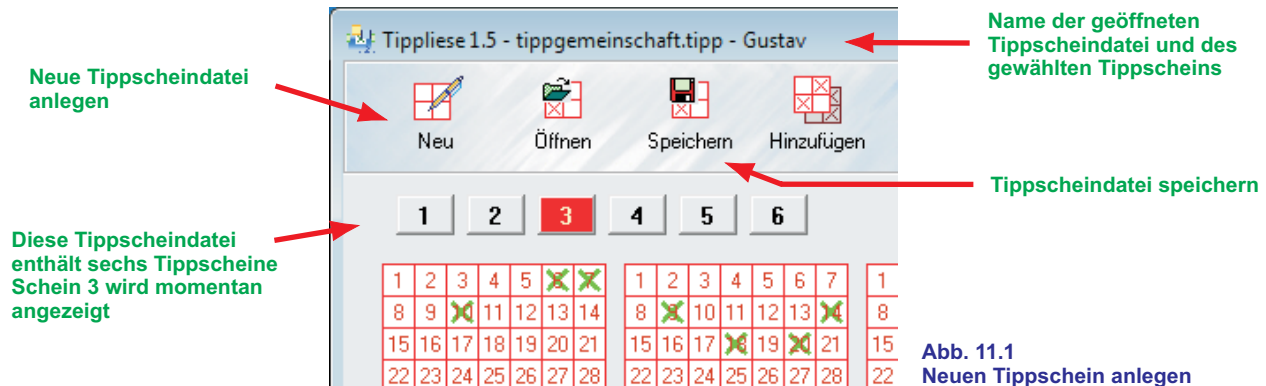 Tippliese 1.5 - tippgemeinschaft.tipp - Gustav
Name der geöffneten
Tippscheindatei und des
gewählten Tippscheins
Neue Tippscheindatei
anlegen
Neu Öffnen Speichern Hinzufügen
Tippscheindatei speichern
1 2 3 4 5 6
Diese Tippscheindatei
enthält sechs Tippscheine
Schein 3 wird momentan
angezeigt
1 2 3 4 5 6 7 1 2 3 4 5 6 7 1
8 9 10 11 12 13 14 8 9 10 11 12 13 14 8
15 16 17 18 19 20 21 15 16 17 18 19 20 21 15
22 23 24 25 26 27 28 22 23 24 25 26 27 28 22
Abb. 11.1
Neuen Tippschein anlegen